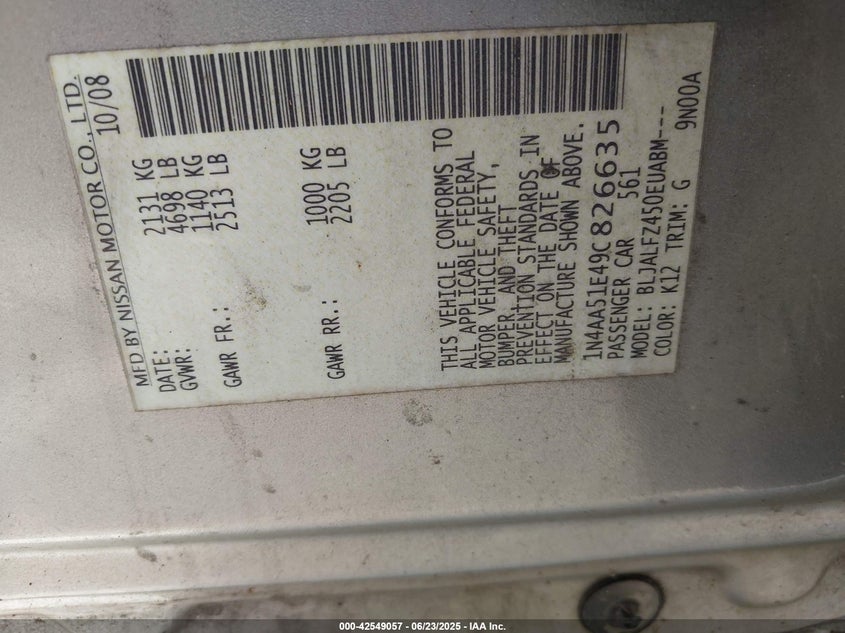 MFD BY NISSAN MOTOR CO., LTD.
DATE: 10/08
GVWR: 2131 KG
4698 LB
GAWR FR.: 1140 KG
2513 LB
GAWR RR.: 1000 KG
2205 LB
THIS VEHICLE CONFORMS TO
ALL APPLICABLE FEDERAL
MOTOR VEHICLE SAFETY,
BUMPER, AND THEFT
PREVENTION STANDARDS IN
EFFECT ON THE DATE OF
MANUFACTURE SHOWN ABOVE.
1N4AA51E49C826635
PASSENGER CAR 561
MODEL: BLJALFZ450EUABM---
COLOR: K12 TRIM: G 9N00A
000-42549057 - 06/23/2025 - IAA Inc.